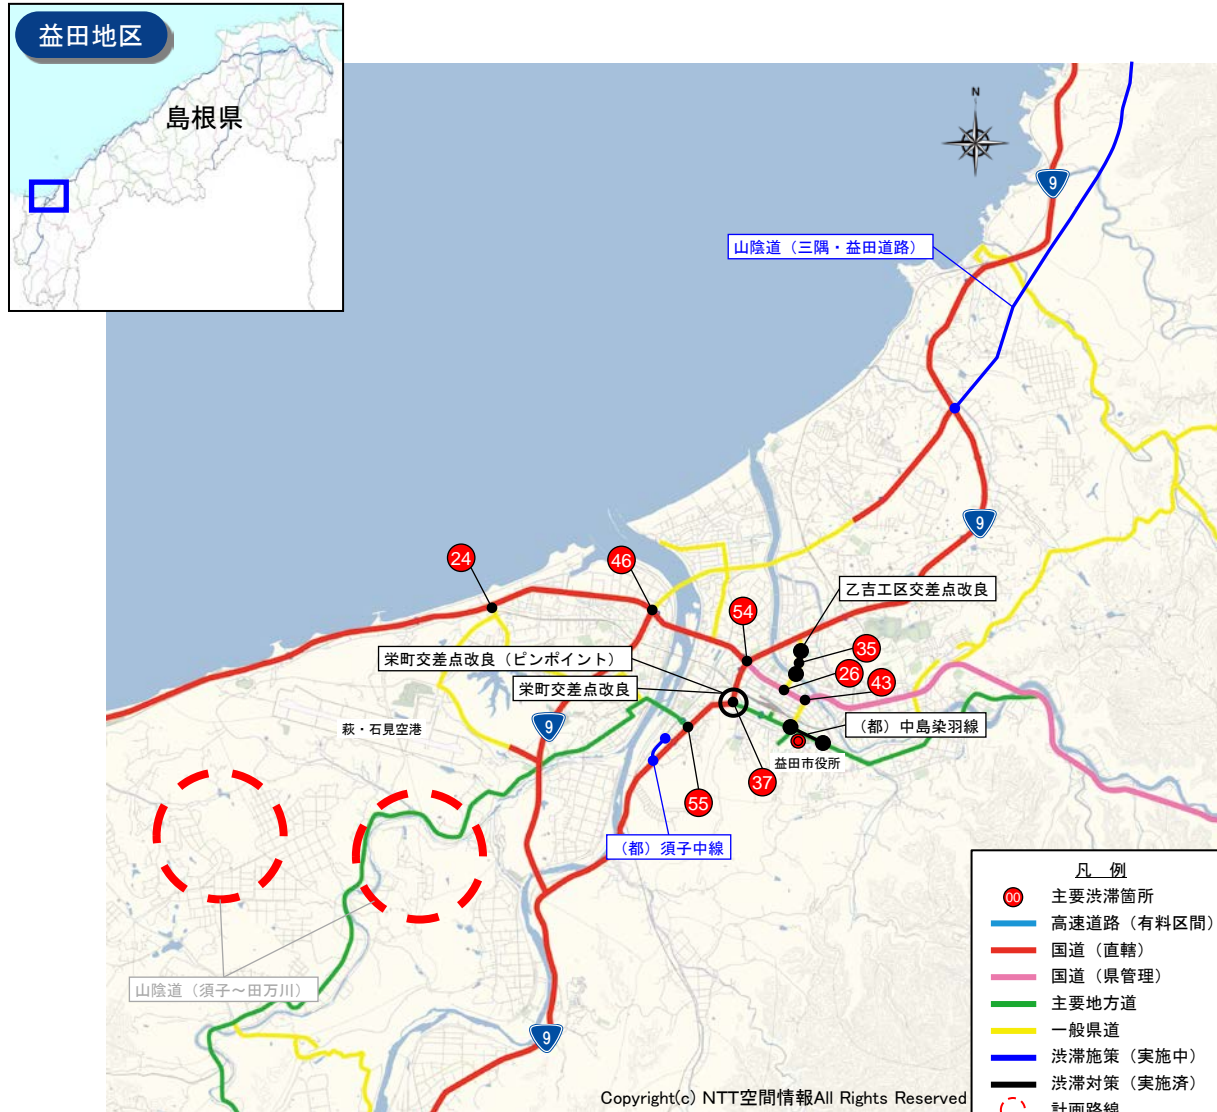 益田地区
島根県
N
9
山陰道（三隅・益田道路）
9
24
46
54
乙吉工区交差点改良
35
栄町交差点改良（ピンポイント）
26
43
栄町交差点改良
（都）中島染羽線
萩・石見空港
9
益田市役所
37
55
（都）須子中線
山陰道（須子～田万川）
9
凡 例
00 主要渋滞箇所
高速道路（有料区間）
国道（直轄）
国道（県管理）
主要地方道
一般県道
渋滞施策（実施中）
渋滞対策（実施済）
計画路線
Copyright(c) NTT空間情報All Rights Reserved